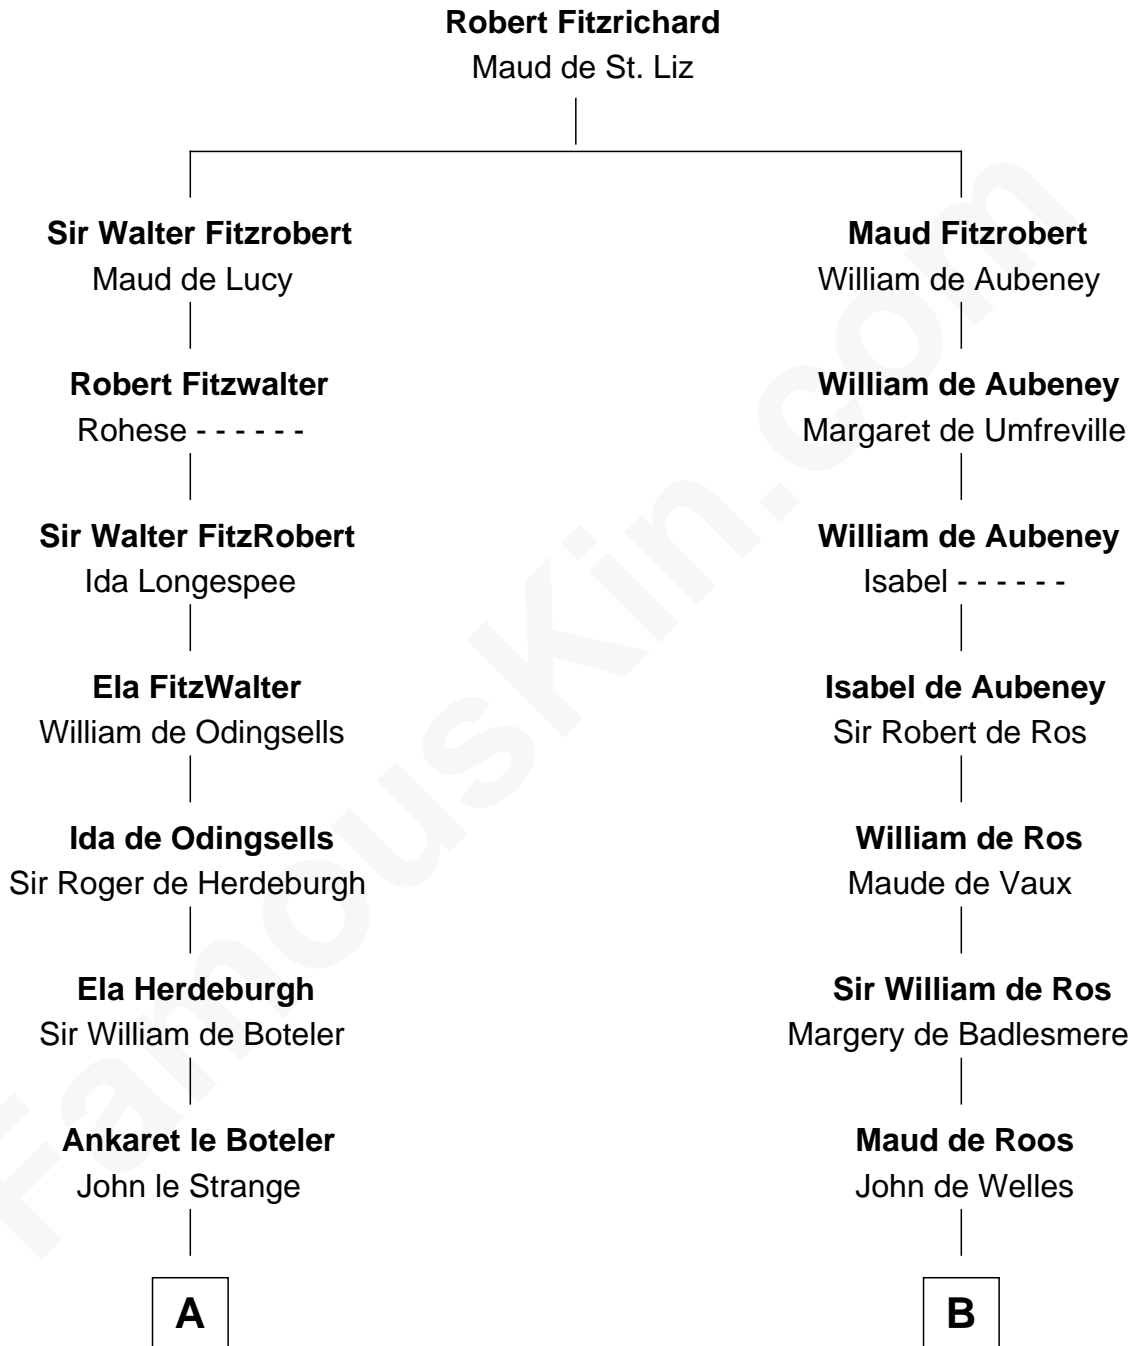 Robert Fitzrichard
Maud de St. Liz
Sir Walter Fitzrobert
Maud de Lucy
Robert Fitzwalter
Rohese - - - - - -
Sir Walter FitzRobert
Ida Longespee
Ela FitzWalter
William de Odingsells
Ida de Odingsells
Sir Roger de Herdeburgh
Ela Herdeburgh
Sir William de Boteler
Ankaret le Boteler
John le Strange
A
Maud Fitzrobert
William de Aubeney
William de Aubeney
Margaret de Umfreville
William de Aubeney
Isabel - - - - - -
Isabel de Aubeney
Sir Robert de Ros
William de Ros
Maude de Vaux
Sir William de Ros
Margery de Badlesmere
Maud de Roos
John de Welles
B
FamousKin.com